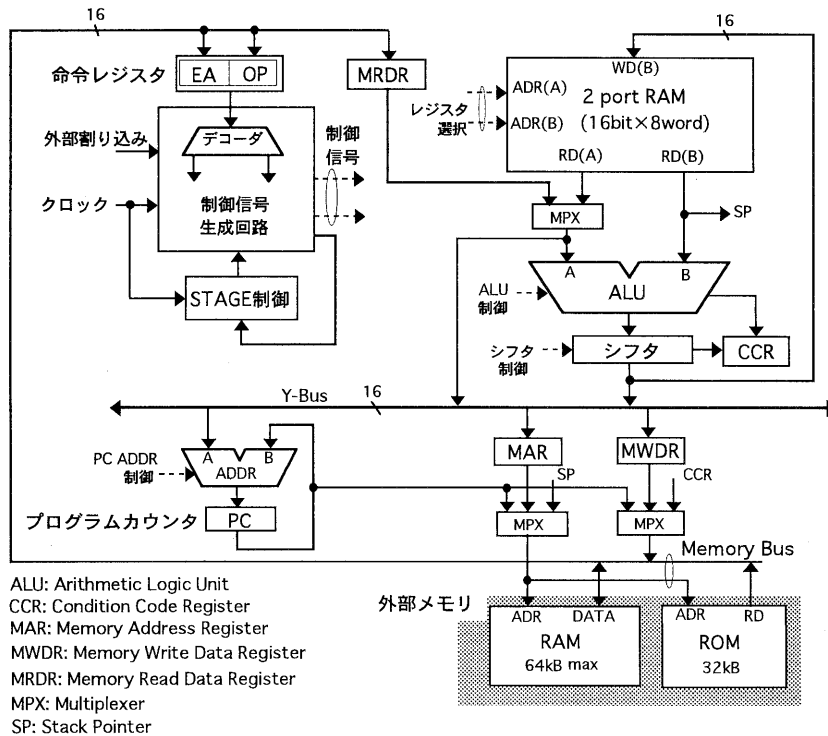 16
16
命令レジスタ
EA
OP
MRDR
WD(B)
ADR(A)
2 port RAM
レジスタ
選択
ADR(B)
(16bit×8word)
RD(A)
RD(B)
外部割り込み
デコーダ
制御
信号
クロック
制御信号
生成回路
MPX
SP
STAGE制御
A
B
ALU
ALU
制御
シフタ
制御
シフタ
CCR
Y-Bus
16
A
B
PC ADDR
制御
ADDR
MAR
MWDR
SP
CCR
プログラムカウンタ
PC
MPX
MPX
Memory Bus
外部メモリ
ADR
DATA
ADR
RD
RAM
64kB max
ROM
32kB
ALU: Arithmetic Logic Unit
CCR: Condition Code Register
MAR: Memory Address Register
MWDR: Memory Write Data Register
MRDR: Memory Read Data Register
MPX: Multiplexer
SP: Stack Pointer